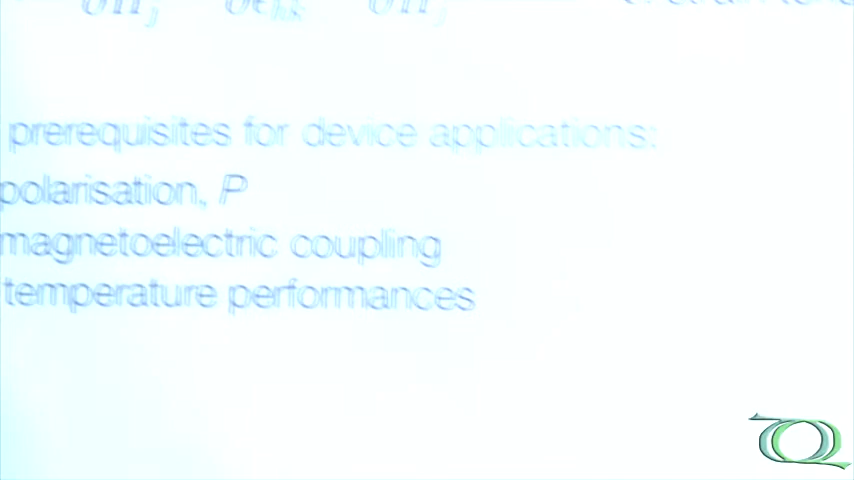 prerequisites for device applications:
polarisation, P
magnetoelectric coupling
temperature performances